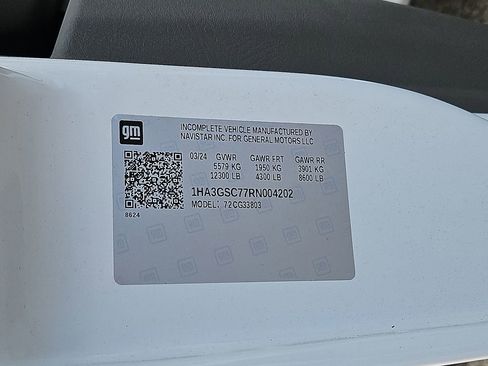 gm
INCOMPLETE VEHICLE MANUFACTURED BY
NAVISTAR INC. FOR GENERAL MOTORS LLC
03/24 GVWR GAWR FRT GAWR RR
5579 KG 1950 KG 3901 KG
12300 LB 4300 LB 8600 LB
1HA3GSC77RN004202
MODEL: 72CG33803
8624